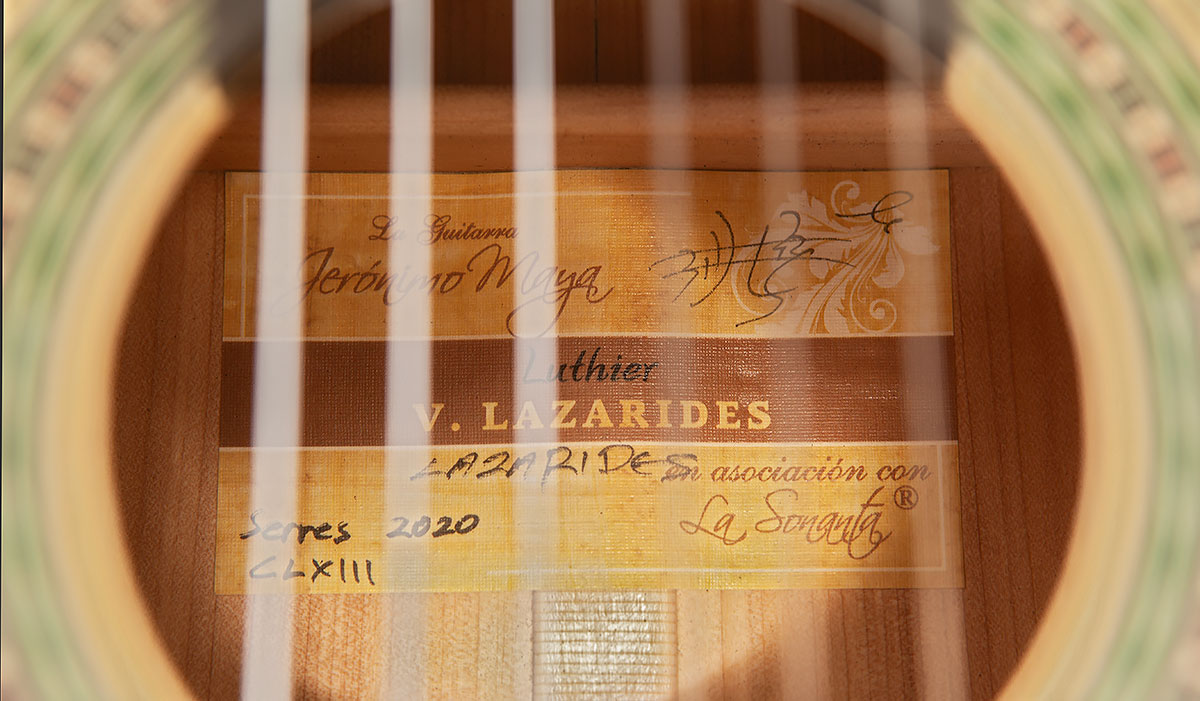 La Guitarra
Jerónimo Maya
Luthier
V. LAZARIDES
LAZARIDES
en asociación con
La Sonanta®
Serres 2020
CLXIII